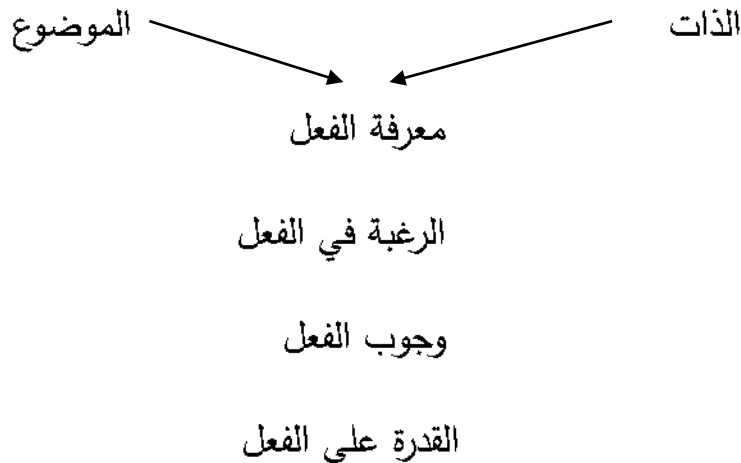 الذات الموضوع
معرفة الفعل
الرغبة في الفعل
وجوب الفعل
القدرة على الفعل